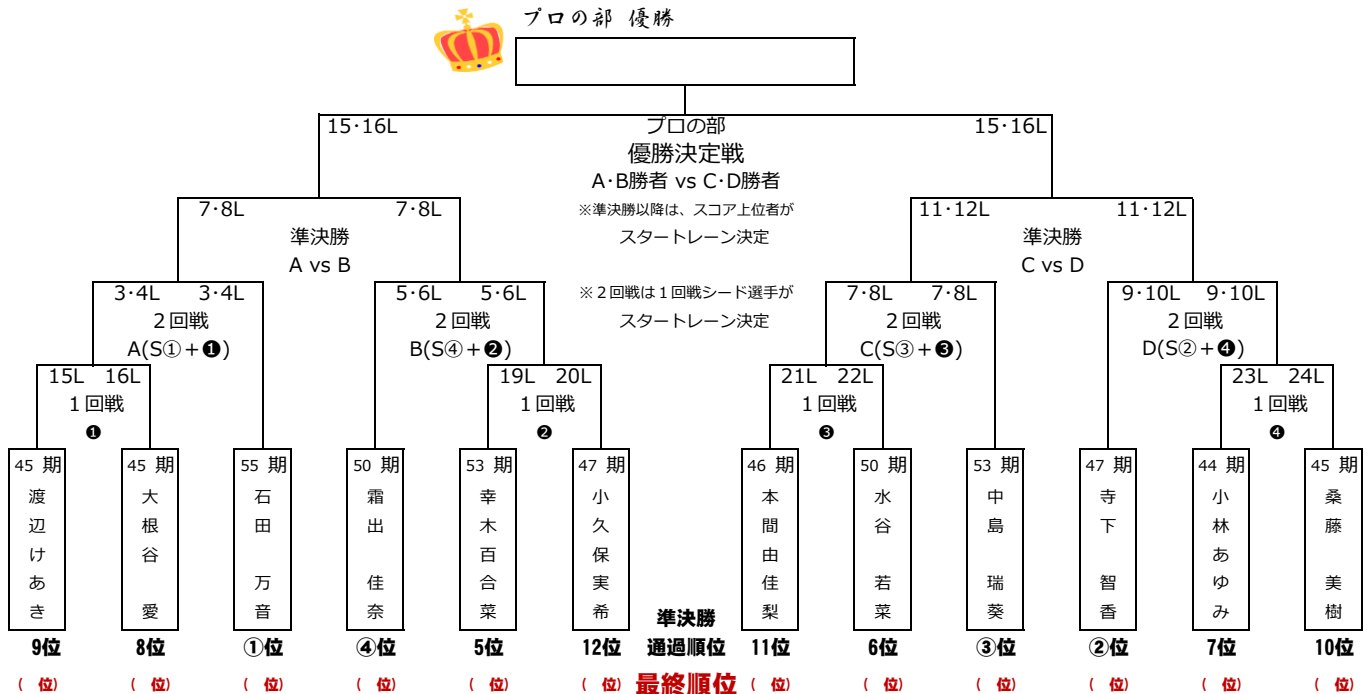 プロの部 優勝
15･16L プロの部 15･16L
優勝決定戦
A･B勝者 vs C･D勝者
7･8L 7･8L ※準決勝以降は、スコア上位者が 11･12L 11･12L
準決勝 スタートレーン決定 準決勝
A vs B C vs D
3･4L 3･4L 5･6L 5･6L ※２回戦は１回戦シード選手が 7･8L 7･8L 9･10L 9･10L
２回戦 ２回戦 スタートレーン決定 ２回戦 ２回戦
A(S①＋❶) B(S④＋❷) C(S③＋❸) D(S②＋❹)
15L 16L 19L 20L 21L 22L 23L 24L
１回戦 １回戦 １回戦 １回戦
❶ ❷ ❸ ❹
45 期 渡辺けあき
45 期 大根谷 愛
55 期 石田 万音
50 期 霜出 佳奈
53 期 幸木百合菜
47 期 小久保実希
46 期 本間由佳梨
50 期 水谷 若菜
53 期 中島 瑞葵
47 期 寺下 智香
44 期 小林あゆみ
45 期 桑藤 美樹
準決勝
9位 8位 ①位 ④位 5位 12位 通過順位 11位 6位 ③位 ②位 7位 10位
( 位) ( 位) ( 位) ( 位) ( 位) ( 位) 最終順位 ( 位) ( 位) ( 位) ( 位) ( 位) ( 位)